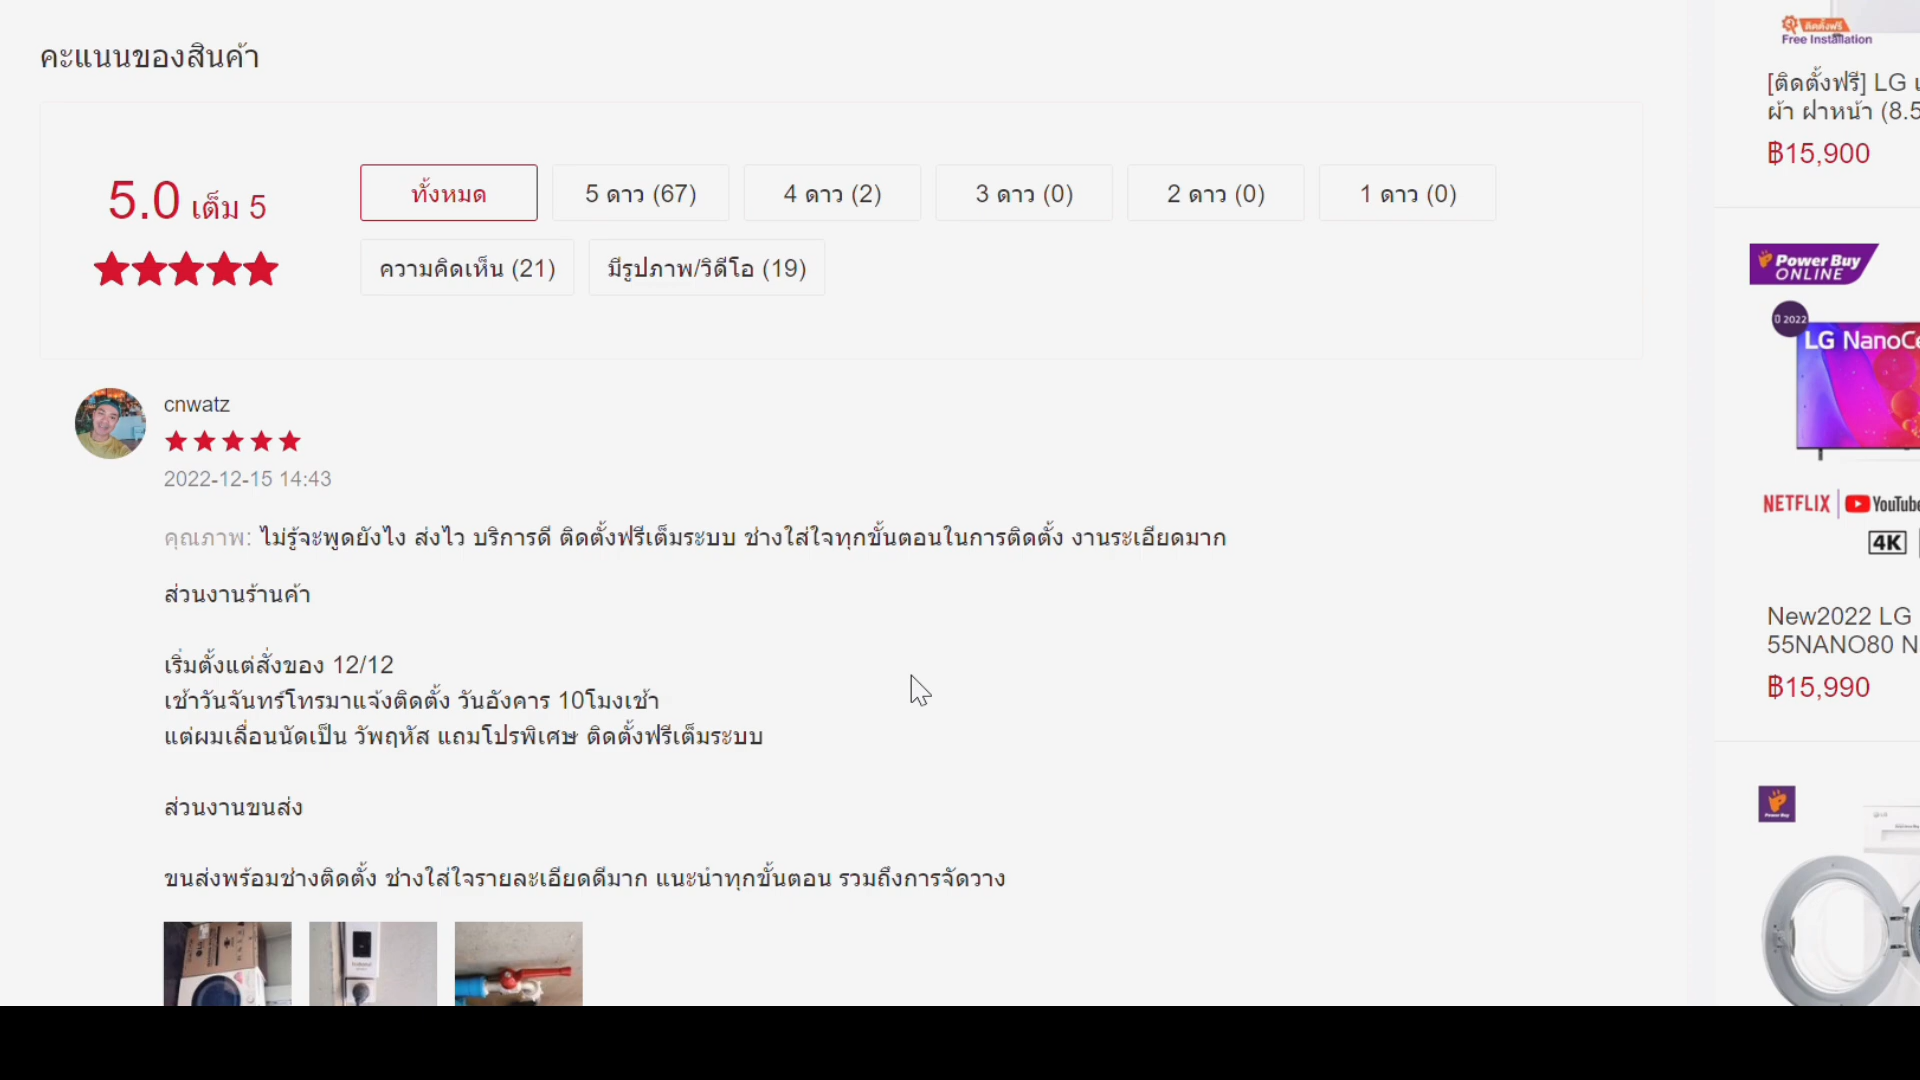 คะแนนของสินค้า
5.0 เต็ม 5
ทั้งหมด
5 ดาว (67)
4 ดาว (2)
3 ดาว (0)
2 ดาว (0)
1 ดาว (0)
ความคิดเห็น (21)
มีรูปภาพ/วิดีโอ (19)
cnwatz
2022-12-15 14:43
คุณภาพ: ไม่รู้จะพูดยังไง ส่งไว บริการดี ติดตั้งฟรีเต็มระบบ ช่างใส่ใจทุกขั้นตอนในการติดตั้ง งานระเอียดมาก
ส่วนงานร้านค้า
เริ่มตั้งแต่สั่งของ 12/12
เช้าวันจันทร์โทรมาแจ้งติดตั้ง วันอังคาร 10โมงเช้า
แต่ผมเลื่อนนัดเป็น วัพฤหัส แถมโปรพิเศษ ติดตั้งฟรีเต็มระบบ
ส่วนงานขนส่ง
ขนส่งพร้อมช่างติดตั้ง ช่างใส่ใจรายละเอียดดีมาก แนะนำทุกขั้นตอน รวมถึงการจัดวาง
ติดตั้งฟรี
Free Installation
[ติดตั้งฟรี] LG
ผ้า ฝาหน้า (8.5
฿15,900
Power Buy
ONLINE
ปี 2022
LG NanoCe
NETFLIX YouTube
4K
New2022 LG
55NANO80 N
฿15,990
Power Buy